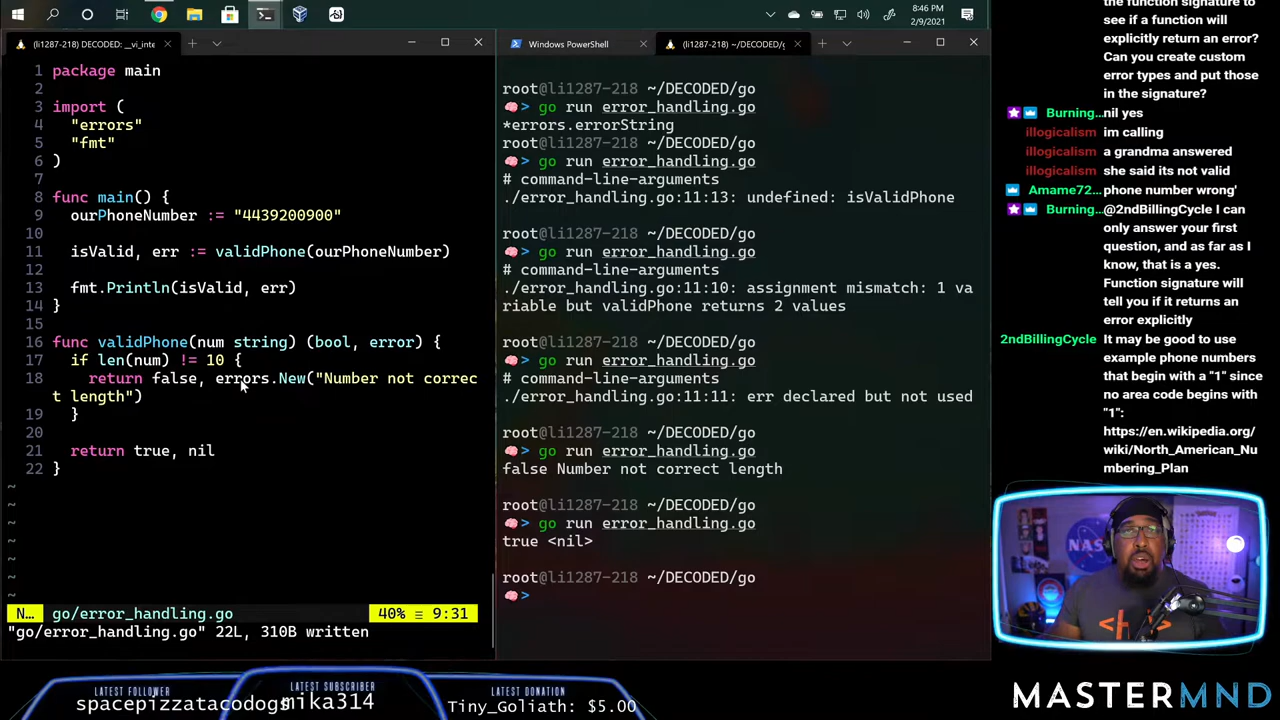 8:46 PM
2/9/2021
(li1287-218) DECODED: __vi_inte
Windows PowerShell
(li1287-218) ~/DECODED/g
1 package main
2
3 import (
4 "errors"
5 "fmt"
6 )
7
8 func main() {
9 ourPhoneNumber := "4439200900"
10
11 isValid, err := validPhone(ourPhoneNumber)
12
13 fmt.Println(isValid, err)
14 }
15
16 func validPhone(num string) (bool, error) {
17 if len(num) != 10 {
18 return false, errors.New("Number not correc
t length")
19 }
20
21 return true, nil
22 }
~
~
~
~
~
~
~
N… go/error_handling.go 40% ≡ 9:31
"go/error_handling.go" 22L, 310B written
root@li1287-218 ~/DECODED/go
> go run error_handling.go
*errors.errorString
root@li1287-218 ~/DECODED/go
> go run error_handling.go
# command-line-arguments
./error_handling.go:11:13: undefined: isValidPhone
root@li1287-218 ~/DECODED/go
> go run error_handling.go
# command-line-arguments
./error_handling.go:11:10: assignment mismatch: 1 va
riable but validPhone returns 2 values
root@li1287-218 ~/DECODED/go
> go run error_handling.go
# command-line-arguments
./error_handling.go:11:11: err declared but not used
root@li1287-218 ~/DECODED/go
> go run error_handling.go
false Number not correct length
root@li1287-218 ~/DECODED/go
> go run error_handling.go
true <nil>
root@li1287-218 ~/DECODED/go
>
the function signature to
see if a function will
explicitly return an error?
Can you create custom
error types and put those
in the signature?
Burning… nil yes
illogicalism im calling
illogicalism a grandma answered
illogicalism she said its not valid
Amame72… phone number wrong'
Burning… @2ndBillingCycle I can
only answer your first
question, and as far as I
know, that is a yes.
Function signature will
tell you if it returns an
error explicitly
2ndBillingCycle It may be good to use
example phone numbers
that begin with a "1" since
no area code begins with
"1":
https://en.wikipedia.org/
wiki/North_American_Nu
mbering_Plan
NASA
LATEST FOLLOWER
spacepizzatacodogs
LATEST SUBSCRIBER
mika314
LATEST DONATION
Tiny_Goliath: $5.00
MASTERMND